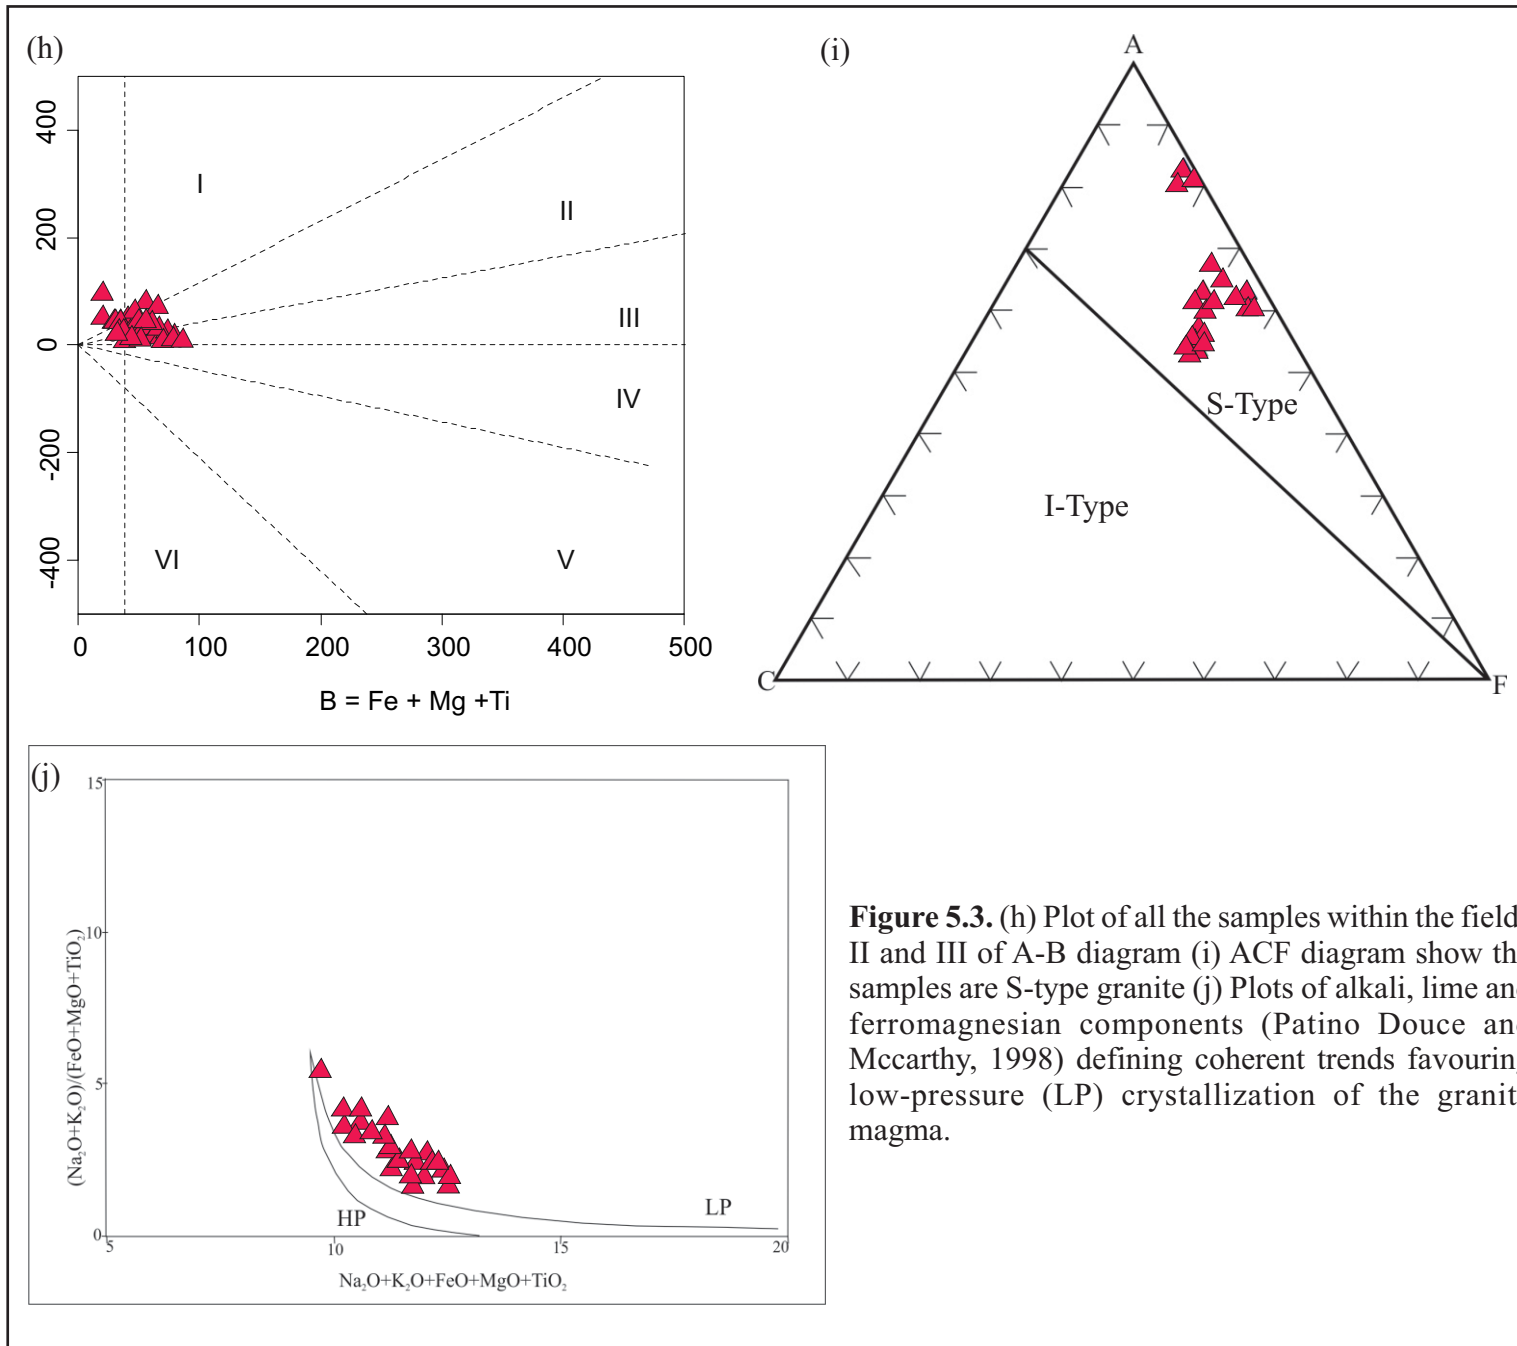 (h)
400
200
0
-200
-400
I
II
III
IV
V
VI
0 100 200 300 400 500
B = Fe + Mg +Ti
(i)
A
S-Type
I-Type
C
F
(j)
15
10
5
0
(Na₂O+K₂O)/(FeO+MgO+TiO₂)
HP
LP
5 10 15 20
Na₂O+K₂O+FeO+MgO+TiO₂
Figure 5.3. (h) Plot of all the samples within the field
II and III of A-B diagram (i) ACF diagram show th
samples are S-type granite (j) Plots of alkali, lime an
ferromagnesian components (Patino Douce an
Mccarthy, 1998) defining coherent trends favourin
low-pressure (LP) crystallization of the granit
magma.